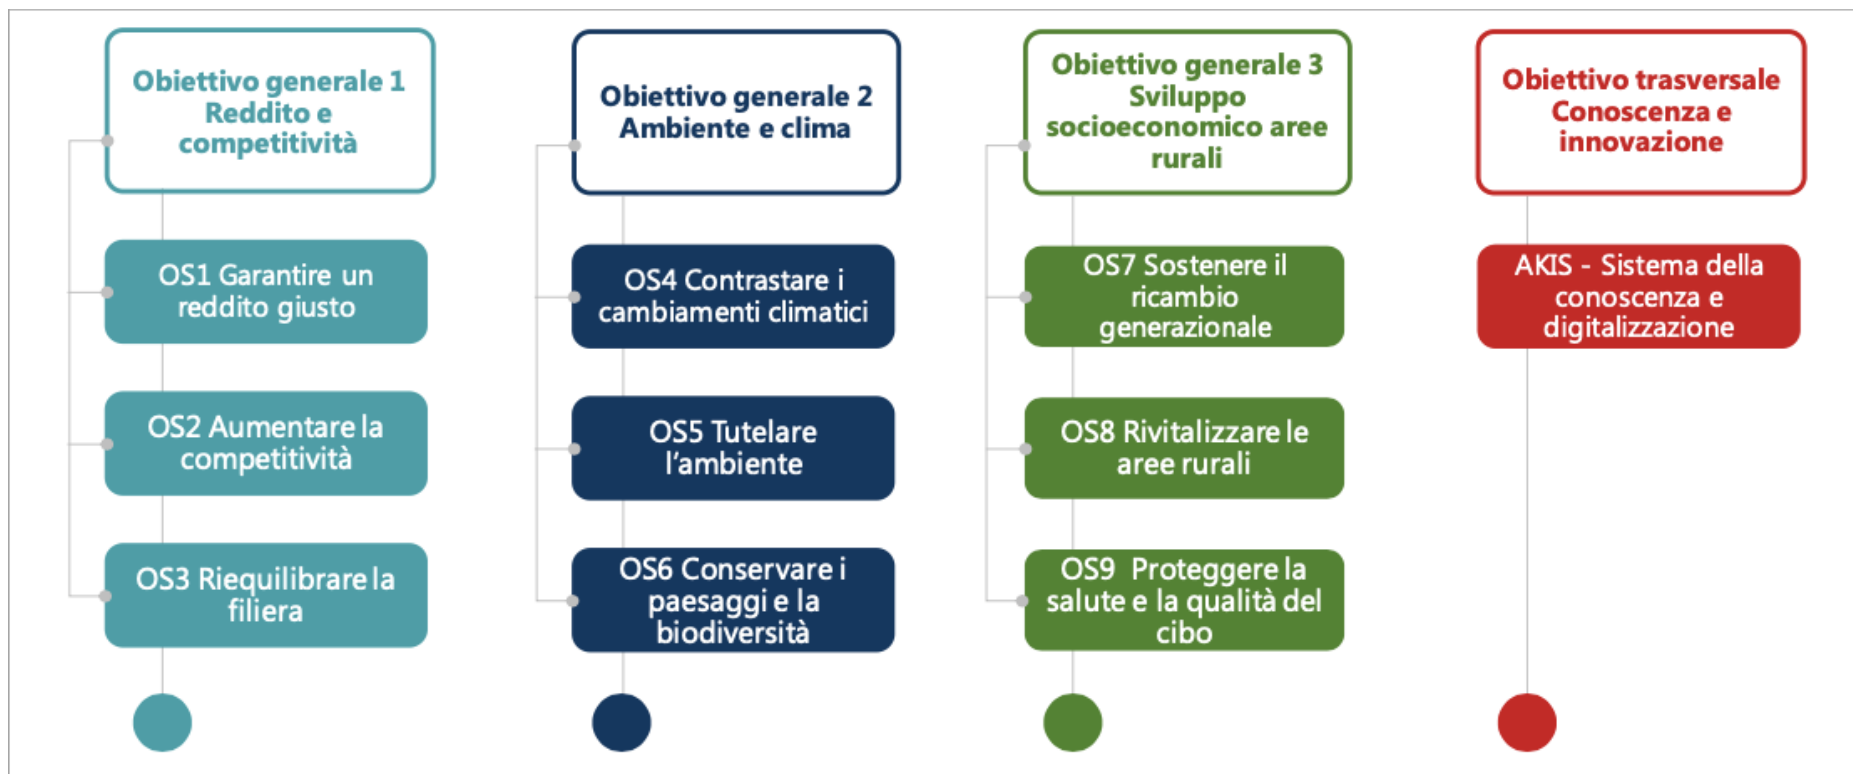 Obiettivo generale 1
Reddito e
competitività
OS1 Garantire un
reddito giusto
OS2 Aumentare la
competitività
OS3 Riequilibrare la
filiera
Obiettivo generale 2
Ambiente e clima
OS4 Contrastare i
cambiamenti climatici
OS5 Tutelare
l'ambiente
OS6 Conservare i
paesaggi e la
biodiversità
Obiettivo generale 3
Sviluppo
socioeconomico aree
rurali
OS7 Sostenere il
ricambio
generazionale
OS8 Rivitalizzare le
aree rurali
OS9 Proteggere la
salute e la qualità del
cibo
Obiettivo trasversale
Conoscenza e
innovazione
AKIS - Sistema della
conoscenza e
digitalizzazione